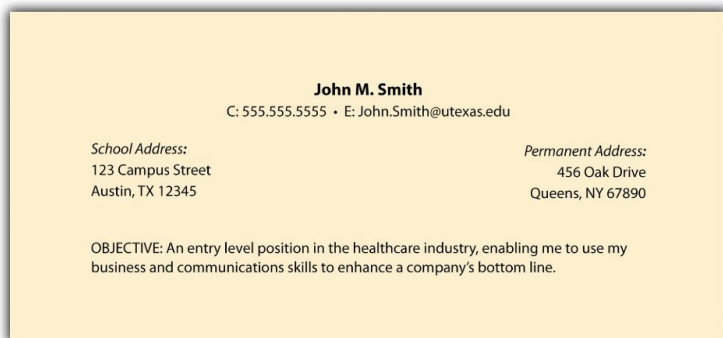 John M. Smith
C: 555.555.5555 • E: John.Smith@utexas.edu
School Address:
123 Campus Street
Austin, TX 12345
Permanent Address:
456 Oak Drive
Queens, NY 67890
OBJECTIVE: An entry level position in the healthcare industry, enabling me to use my
business and communications skills to enhance a company's bottom line.